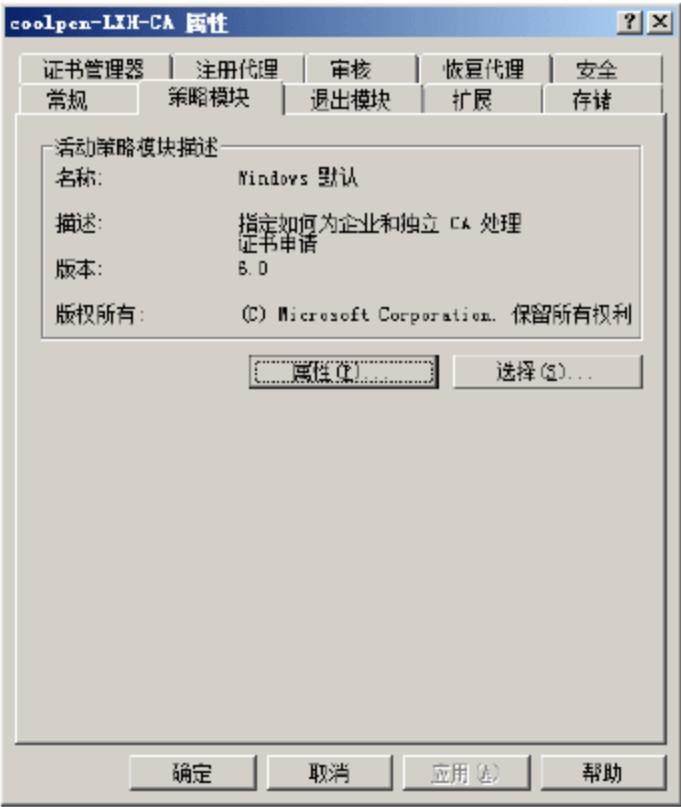 coolpen-LXH-CA 属性
证书管理器 注册代理 审核 恢复代理 安全
常规 策略模块 退出模块 扩展 存储
活动策略模块描述
名称: Windows 默认
描述: 指定如何为企业和独立 CA 处理
证书申请
版本: 6.0
版权所有: (C) Microsoft Corporation. 保留所有权利
属性(P)... 选择(S)...
确定 取消 应用(A) 帮助